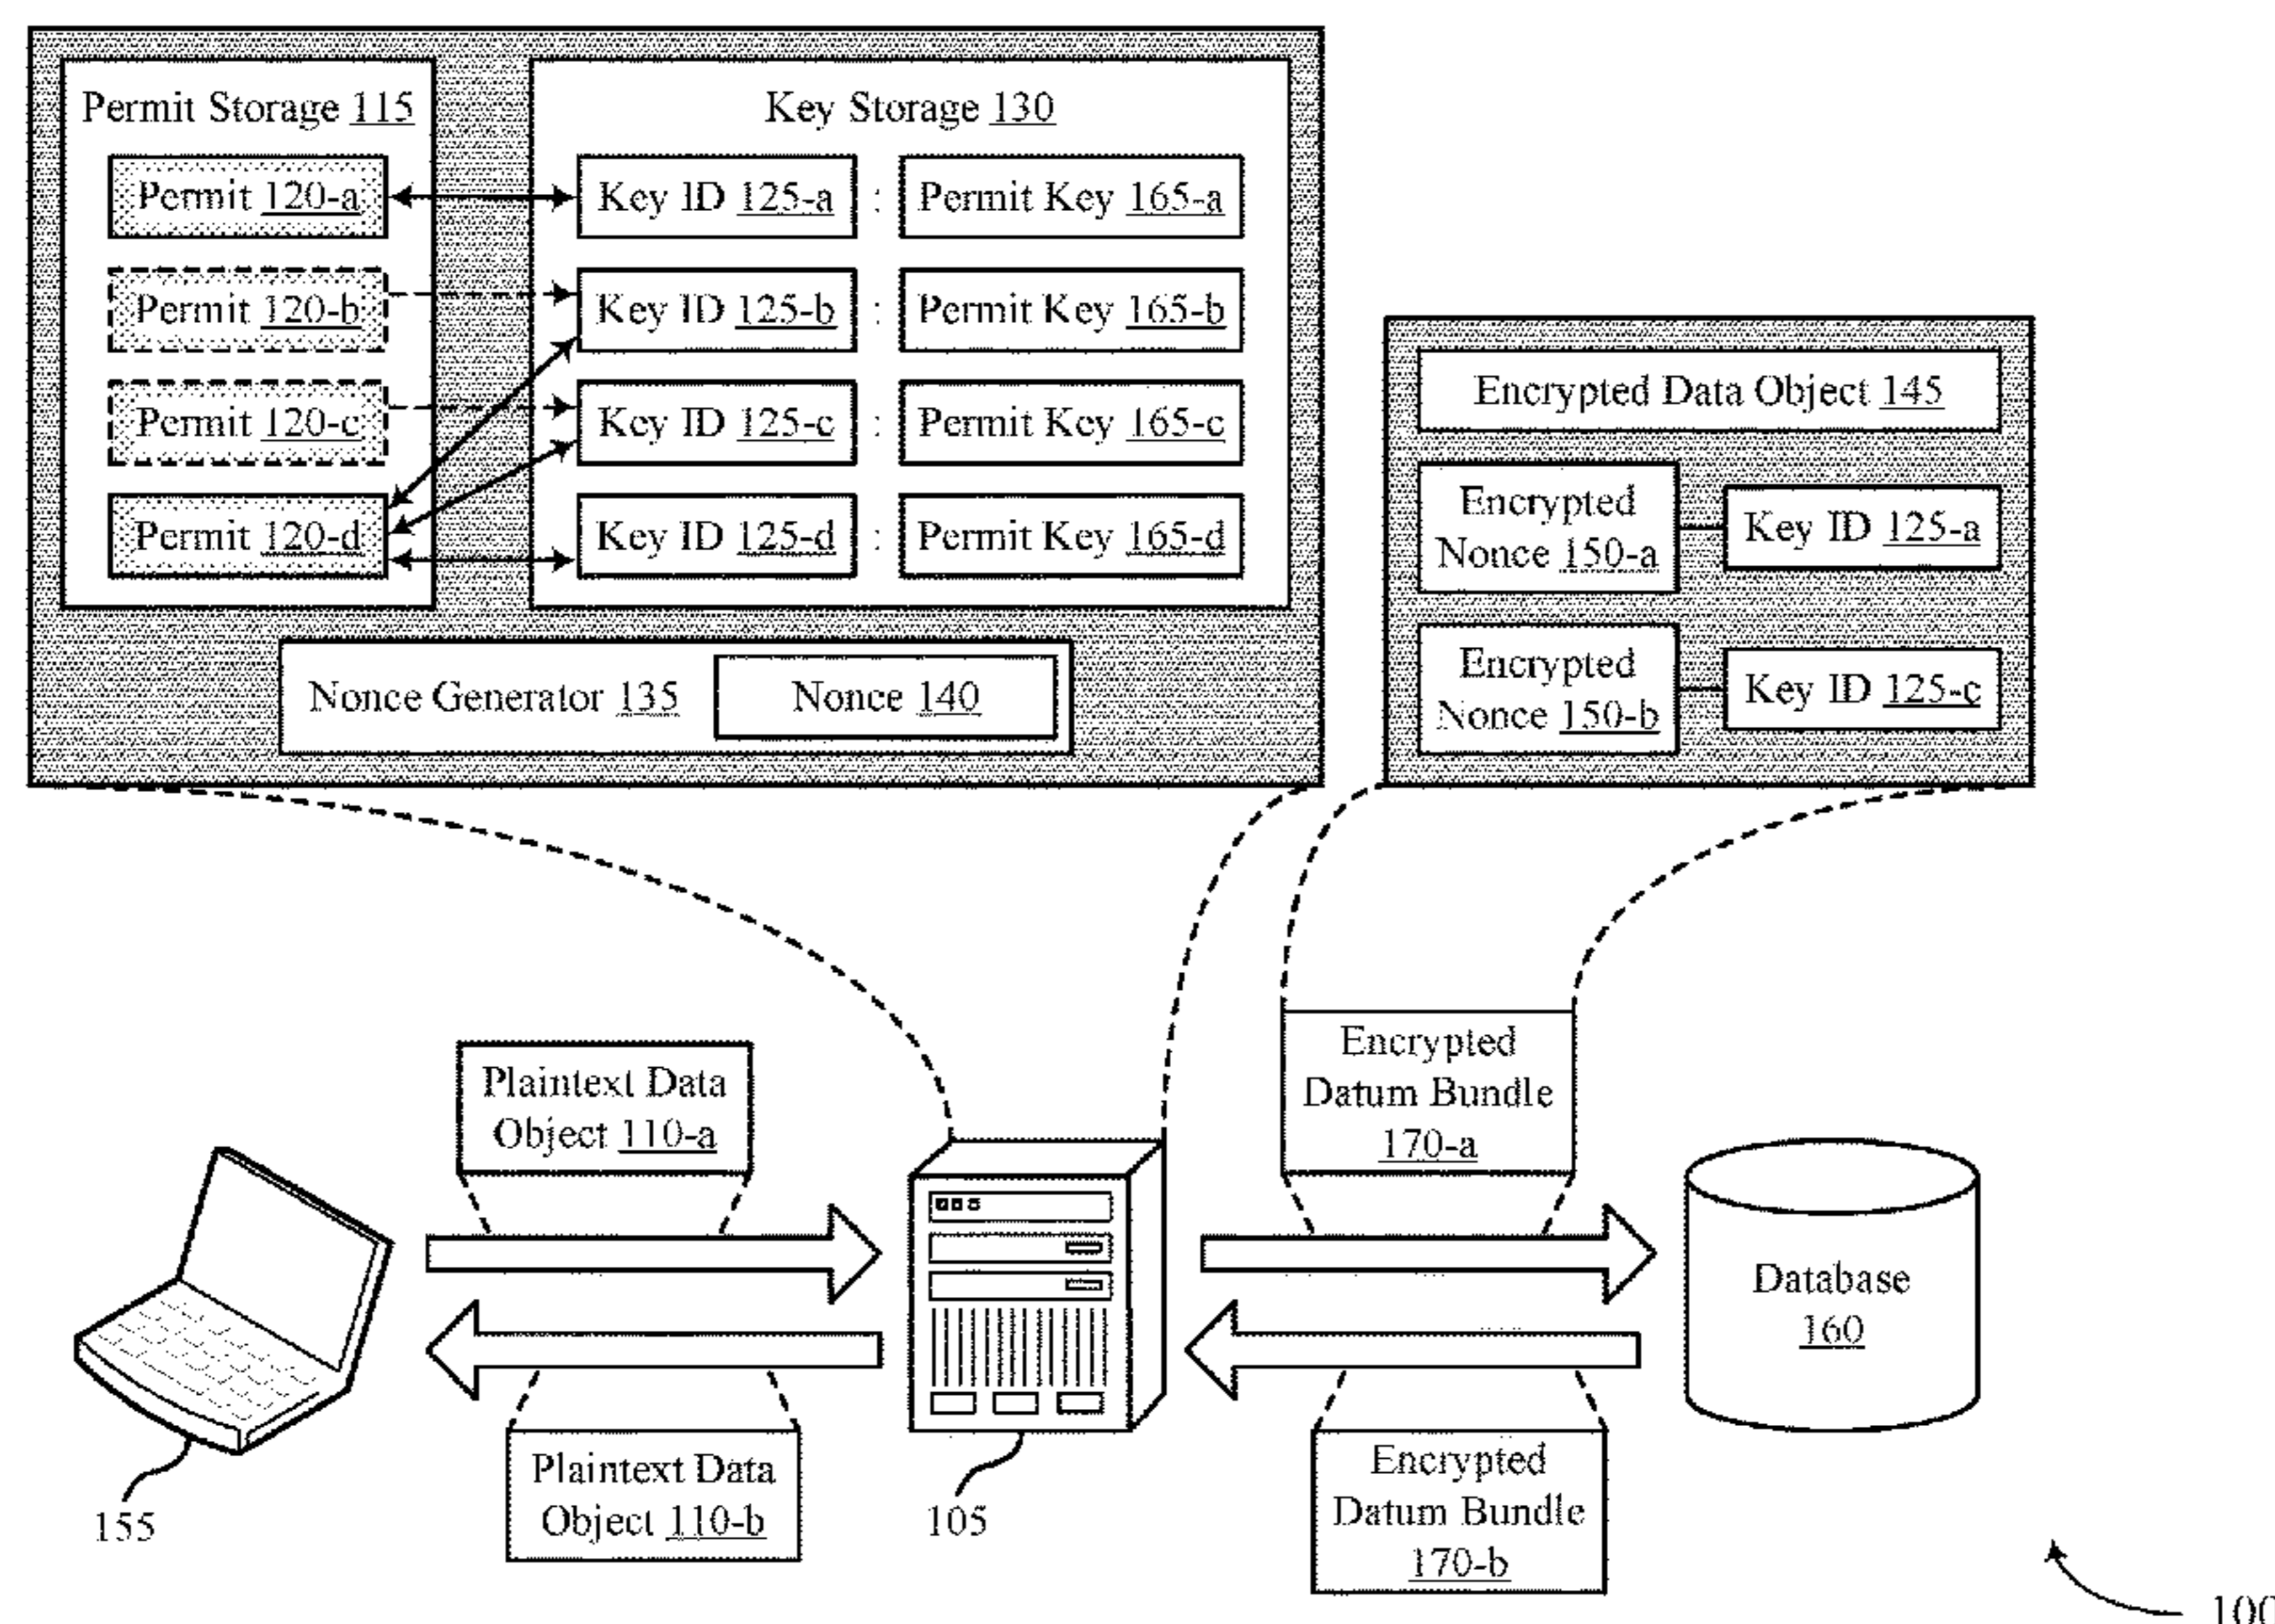 Permit Storage 115
Key Storage 130
Permit 120-a
Key ID 125-a : Permit Key 165-a
Permit 120-b
Key ID 125-b : Permit Key 165-b
Permit 120-c
Key ID 125-c : Permit Key 165-c
Permit 120-d
Key ID 125-d : Permit Key 165-d
Nonce Generator 135
Nonce 140
Encrypted Data Object 145
Encrypted
Nonce 150-a
Key ID 125-a
Encrypted
Nonce 150-b
Key ID 125-c
Plaintext Data
Object 110-a
Encrypted
Datum Bundle
170-a
Database
160
155
Plaintext Data
Object 110-b
105
Encrypted
Datum Bundle
170-b
100